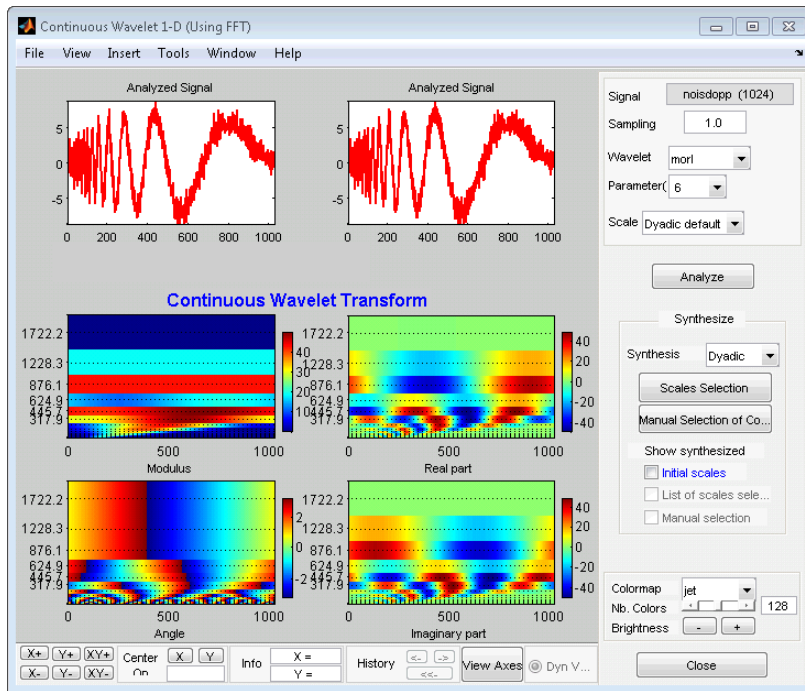 Continuous Wavelet 1-D (Using FFT)
File View Insert Tools Window Help
Analyzed Signal
5
0
-5
0 200 400 600 800 1000
Analyzed Signal
5
0
-5
0 200 400 600 800 1000
Continuous Wavelet Transform
1722.2
1228.3
876.1
624.9
445.7
317.9
0 500 1000
40
30
20
10
Modulus
445.7
317.9
0 500 1000
40
20
0
-20
-40
Real part
1722.2
1228.3
876.1
624.9
445.7
317.9
0 500 1000
2
0
-2
Angle
1722.2
1228.3
876.1
624.9
445.7
317.9
0 500 1000
40
20
0
-20
-40
Imaginary part
Signal noisdopp (1024)
Sampling 1.0
Wavelet morl
Parameter( 6
Scale Dyadic default
Analyze
Synthesize
Synthesis Dyadic
Scales Selection
Manual Selection of Co...
Show synthesized
Initial scales
List of scales sele...
Manual selection
Colormap jet
Nb. Colors 128
Brightness - +
Close
X+ Y+ XY+
X- Y- XY-
Center X Y
On
Info X =
Y =
History <- ->
<<-
View Axes
Dyn V...